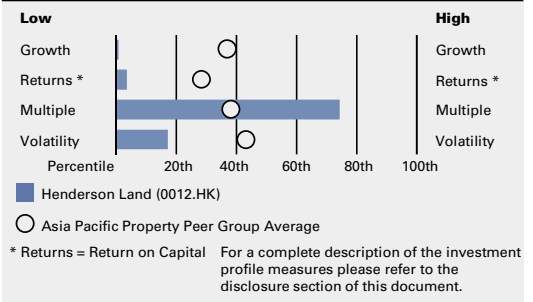 Low High
Growth Growth
Returns * Returns *
Multiple Multiple
Volatility Volatility
Percentile 20th 40th 60th 80th 100th
Henderson Land (0012.HK)
Asia Pacific Property Peer Group Average
* Returns = Return on Capital For a complete description of the investment
profile measures please refer to the
disclosure section of this document.